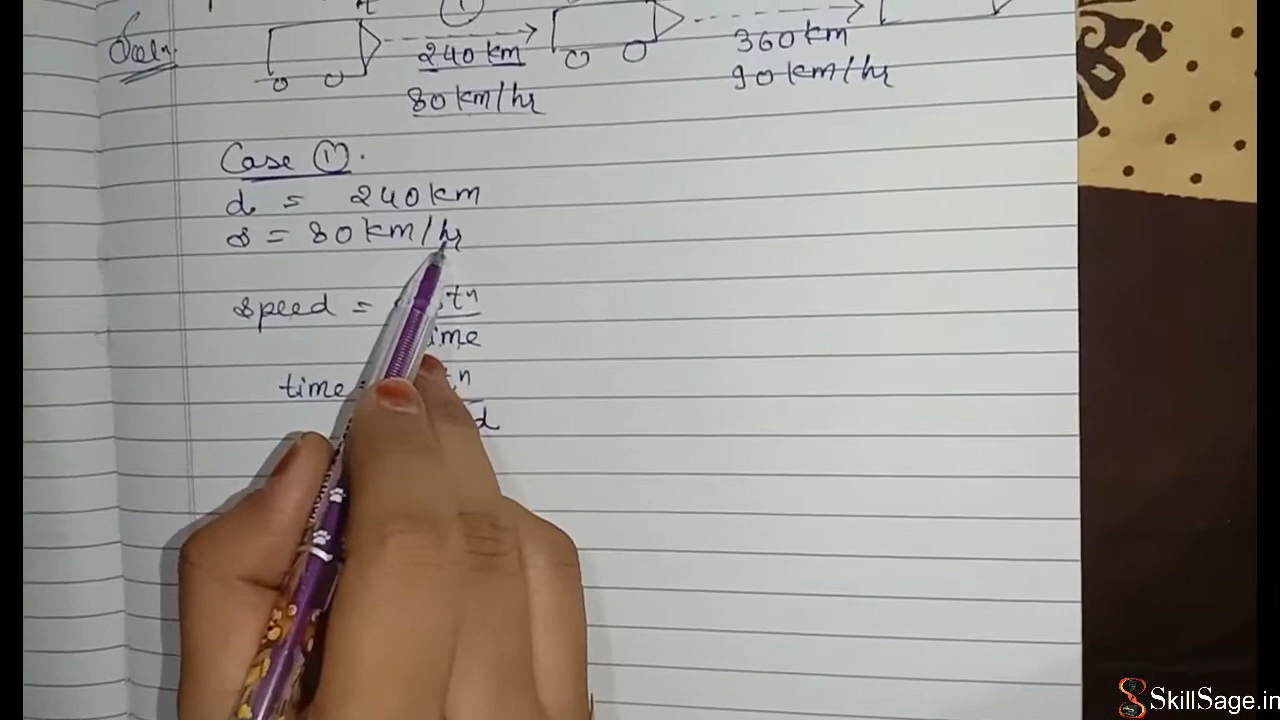 ①
Soln.
240 km
360 km
80 km/hr
90 km/hr
Case ①.
d = 240 km
s = 80 km/hr
speed =
time
SkillSage.in